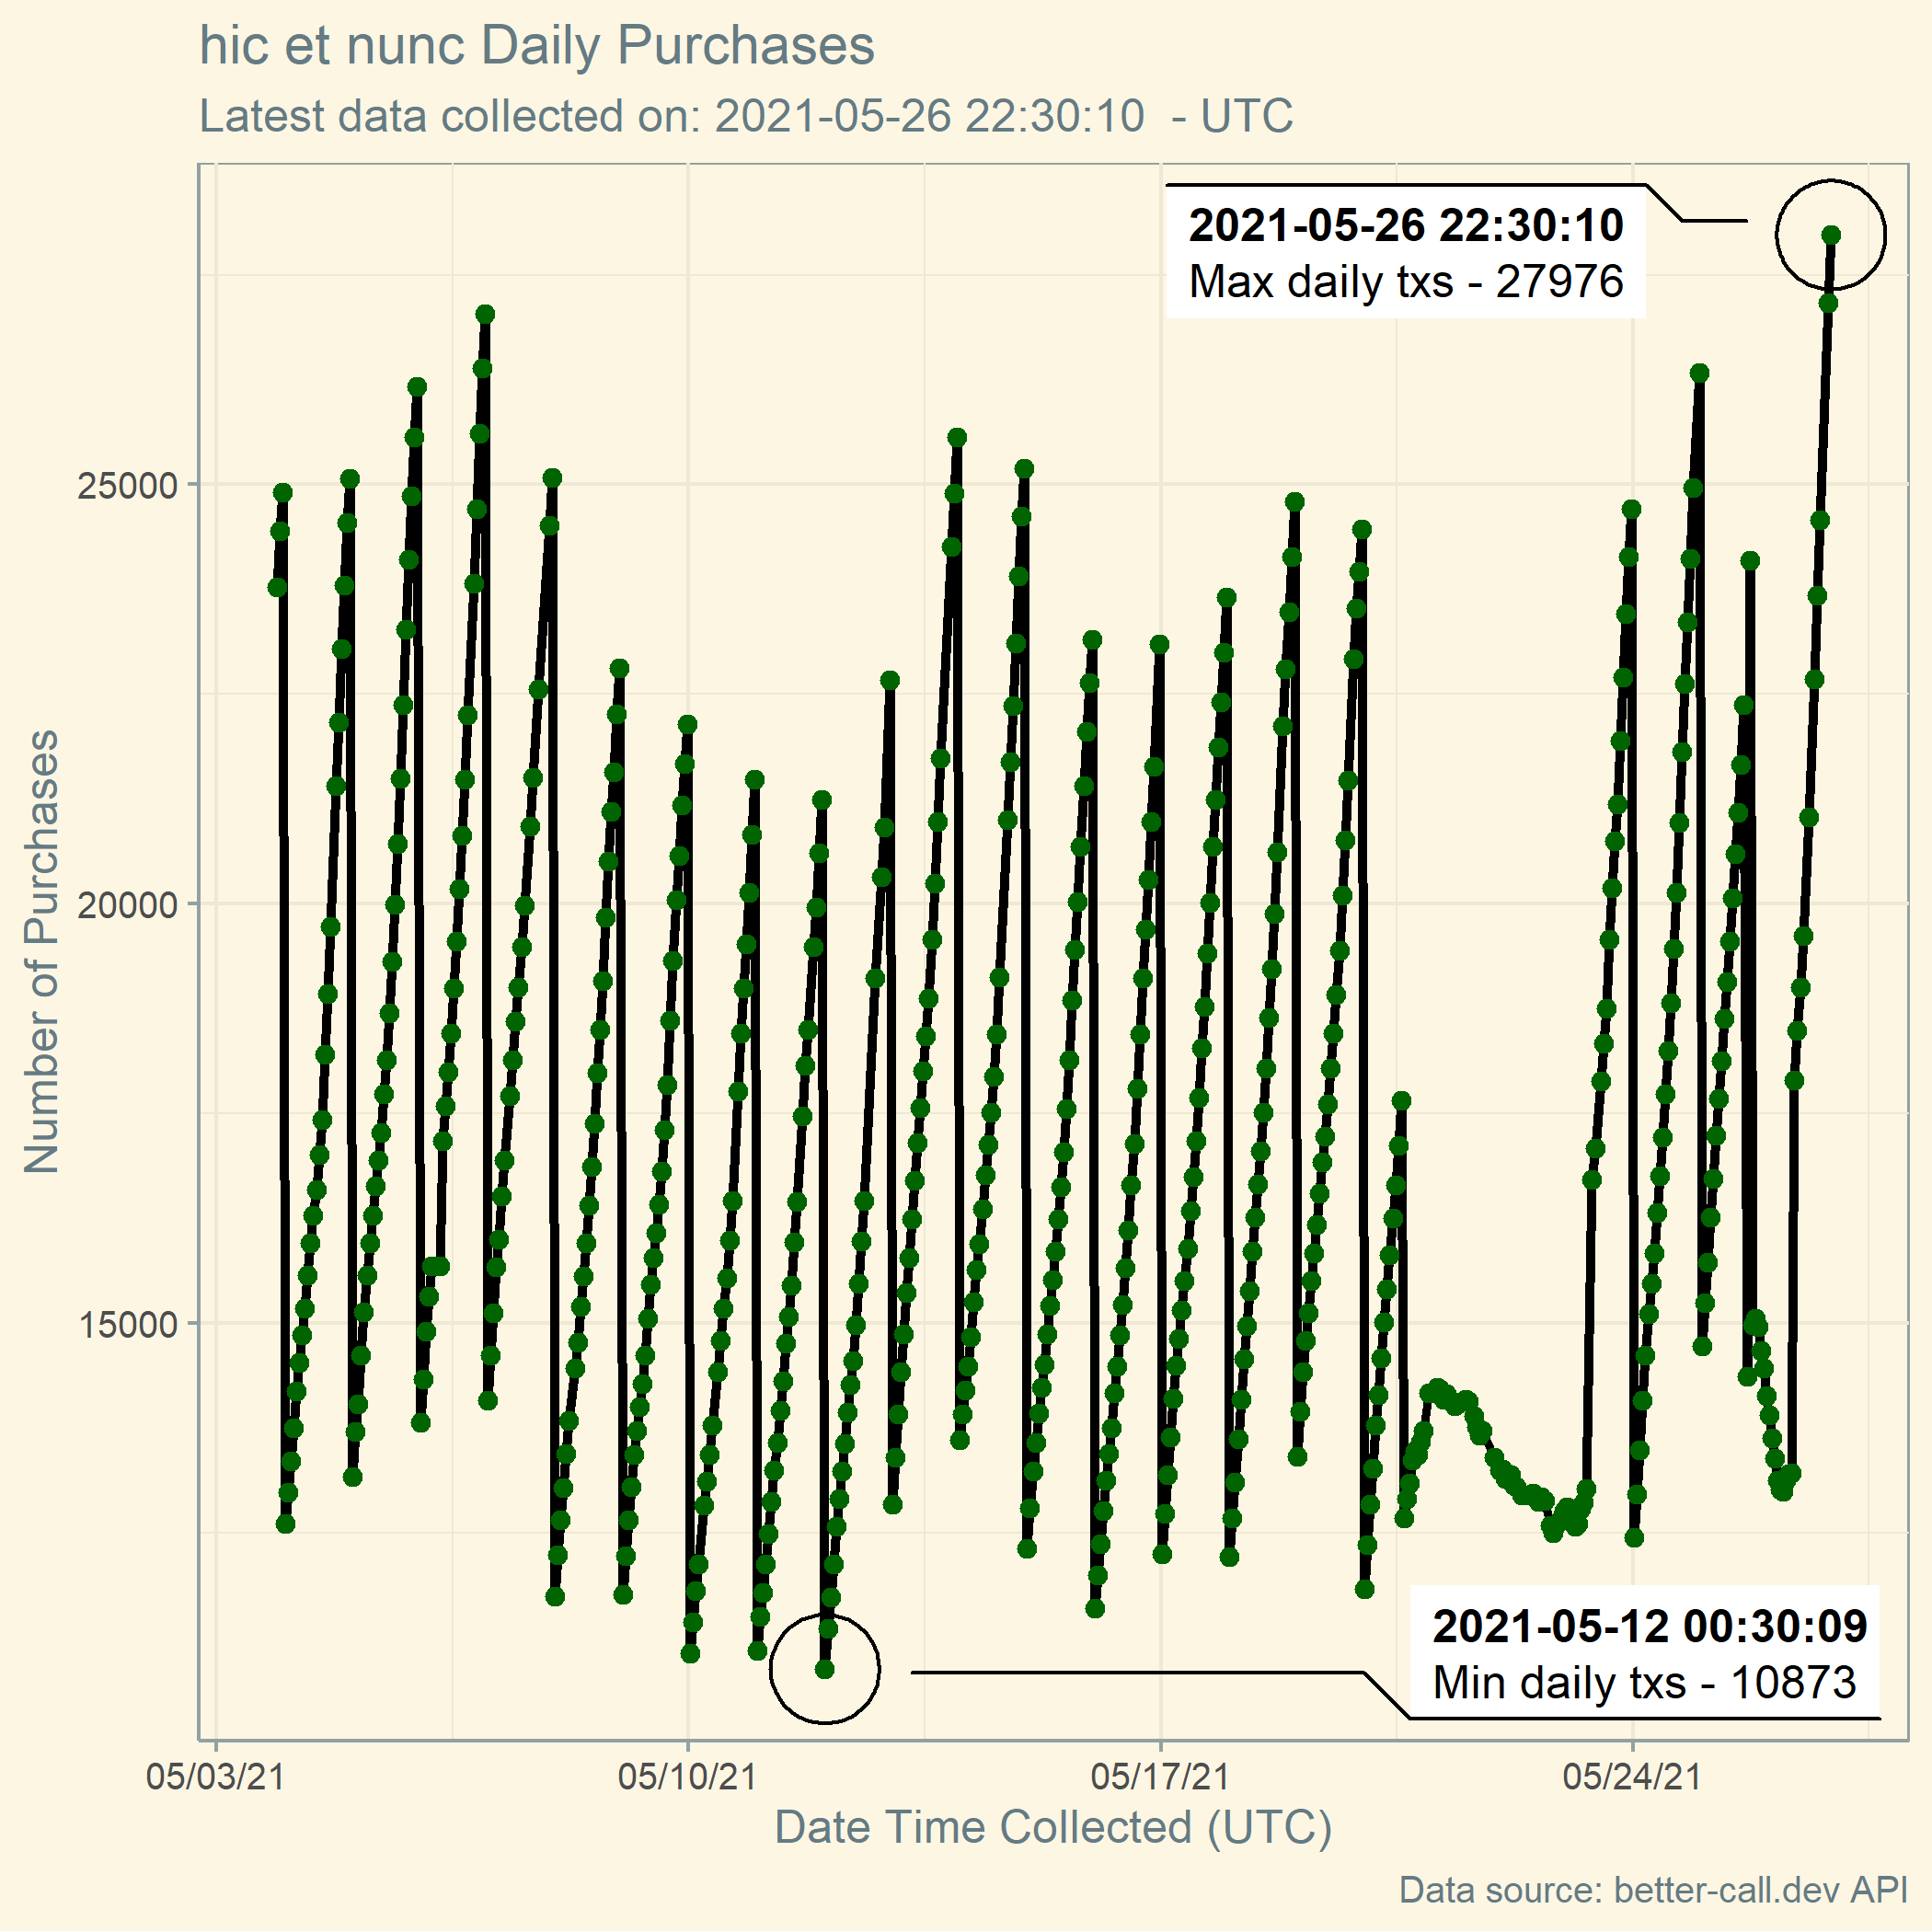 hic et nunc Daily Purchases
Latest data collected on: 2021-05-26 22:30:10  - UTC
2021-05-26 22:30:10
Max daily txs - 27976
Number of Purchases
25000
20000
15000
2021-05-12 00:30:09
Min daily txs - 10873
05/03/21
05/10/21
05/17/21
05/24/21
Date Time Collected (UTC)
Data source: better-call.dev API